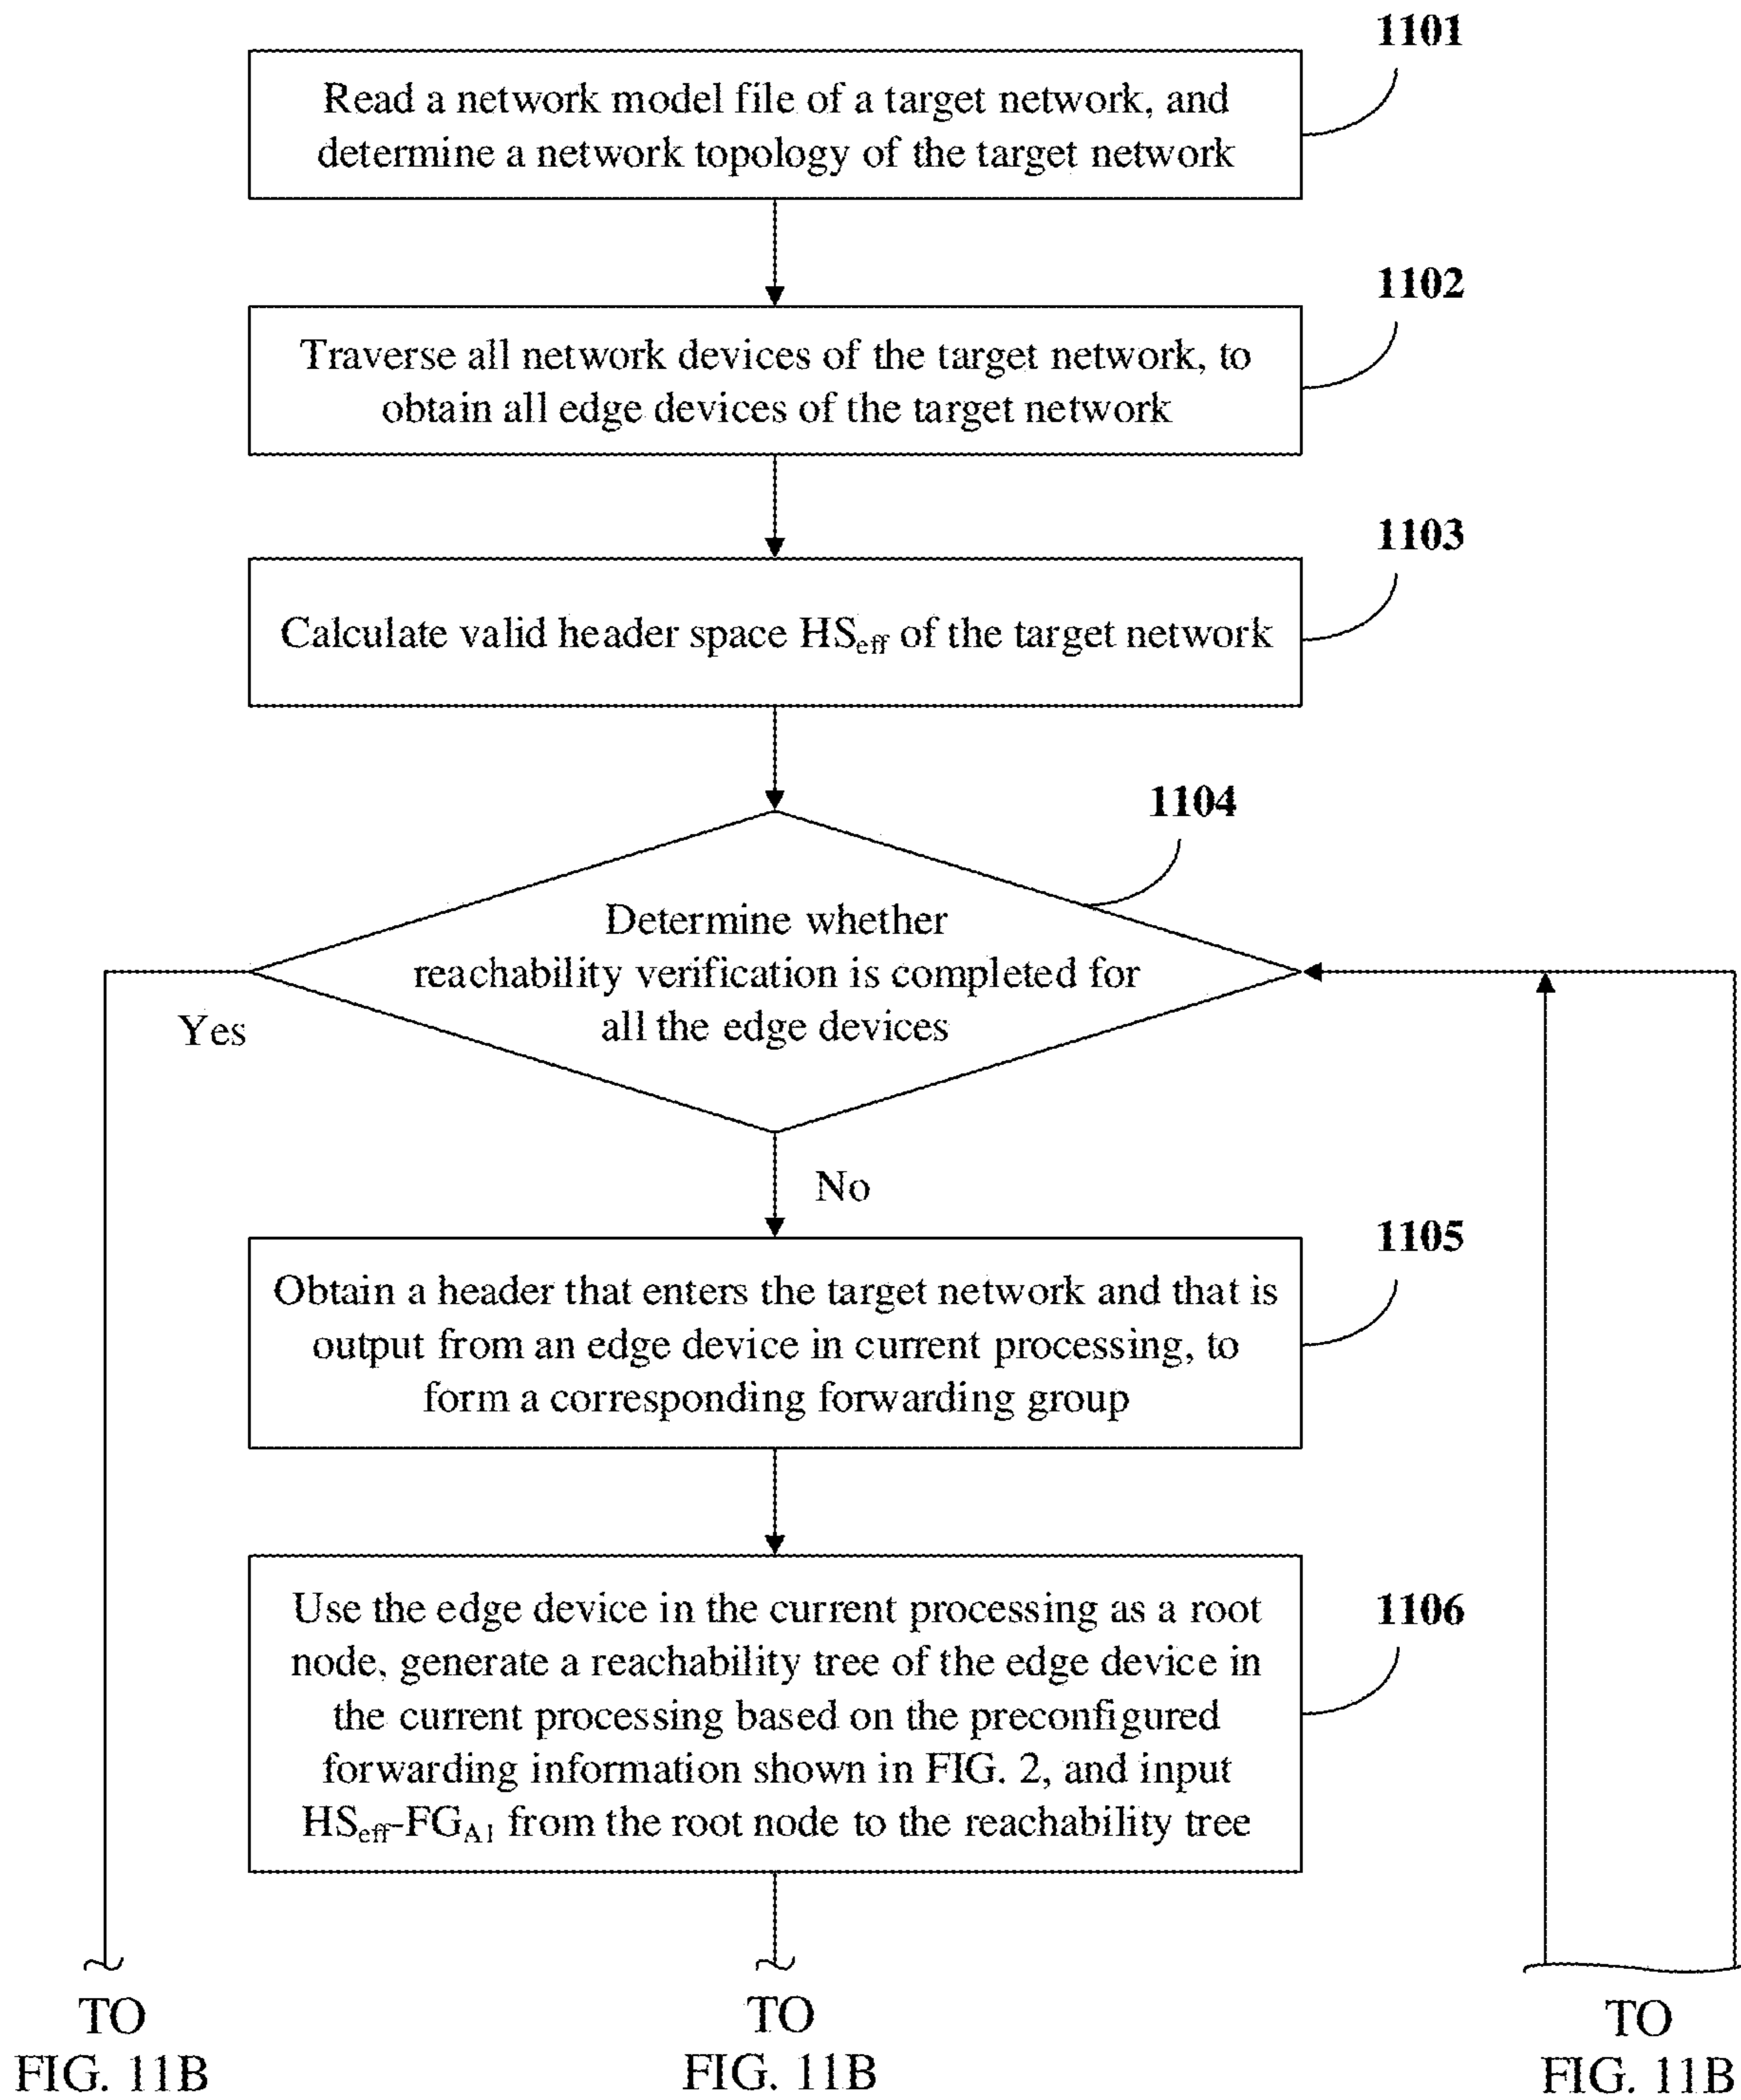 1101
Read a network model file of a target network, and
determine a network topology of the target network
1102
Traverse all network devices of the target network, to
obtain all edge devices of the target network
1103
Calculate valid header space HSeff of the target network
1104
Determine whether
reachability verification is completed for
all the edge devices
Yes
No
1105
Obtain a header that enters the target network and that is
output from an edge device in current processing, to
form a corresponding forwarding group
1106
Use the edge device in the current processing as a root
node, generate a reachability tree of the edge device in
the current processing based on the preconfigured
forwarding information shown in FIG. 2, and input
HSeff-FGA1 from the root node to the reachability tree
TO
FIG. 11B
TO
FIG. 11B
TO
FIG. 11B